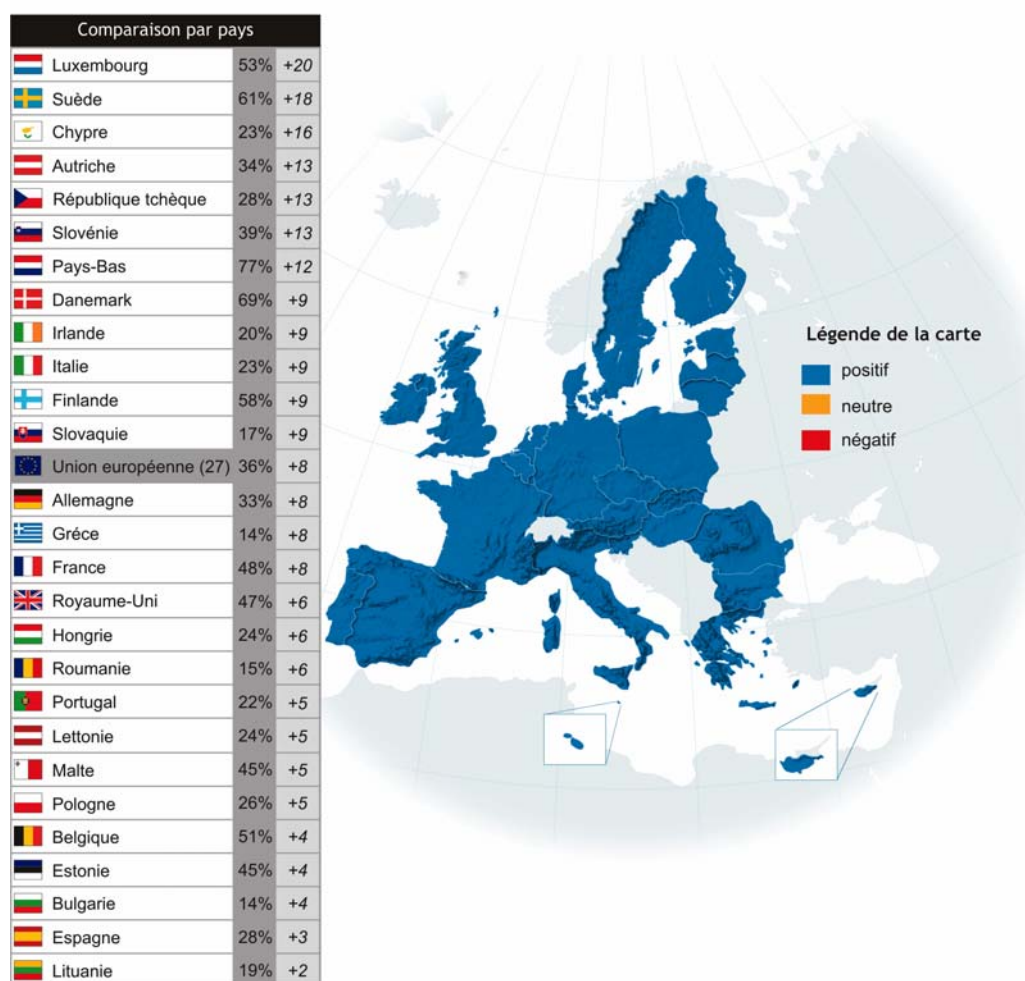 Comparaison par pays
Luxembourg 53% +20
Suède 61% +18
Chypre 23% +16
Autriche 34% +13
République tchèque 28% +13
Slovénie 39% +13
Pays-Bas 77% +12
Danemark 69% +9
Irlande 20% +9
Italie 23% +9
Finlande 58% +9
Slovaquie 17% +9
Union européenne (27) 36% +8
Allemagne 33% +8
Gréce 14% +8
France 48% +8
Royaume-Uni 47% +6
Hongrie 24% +6
Roumanie 15% +6
Portugal 22% +5
Lettonie 24% +5
Malte 45% +5
Pologne 26% +5
Belgique 51% +4
Estonie 45% +4
Bulgarie 14% +4
Espagne 28% +3
Lituanie 19% +2
Légende de la carte
positif
neutre
négatif